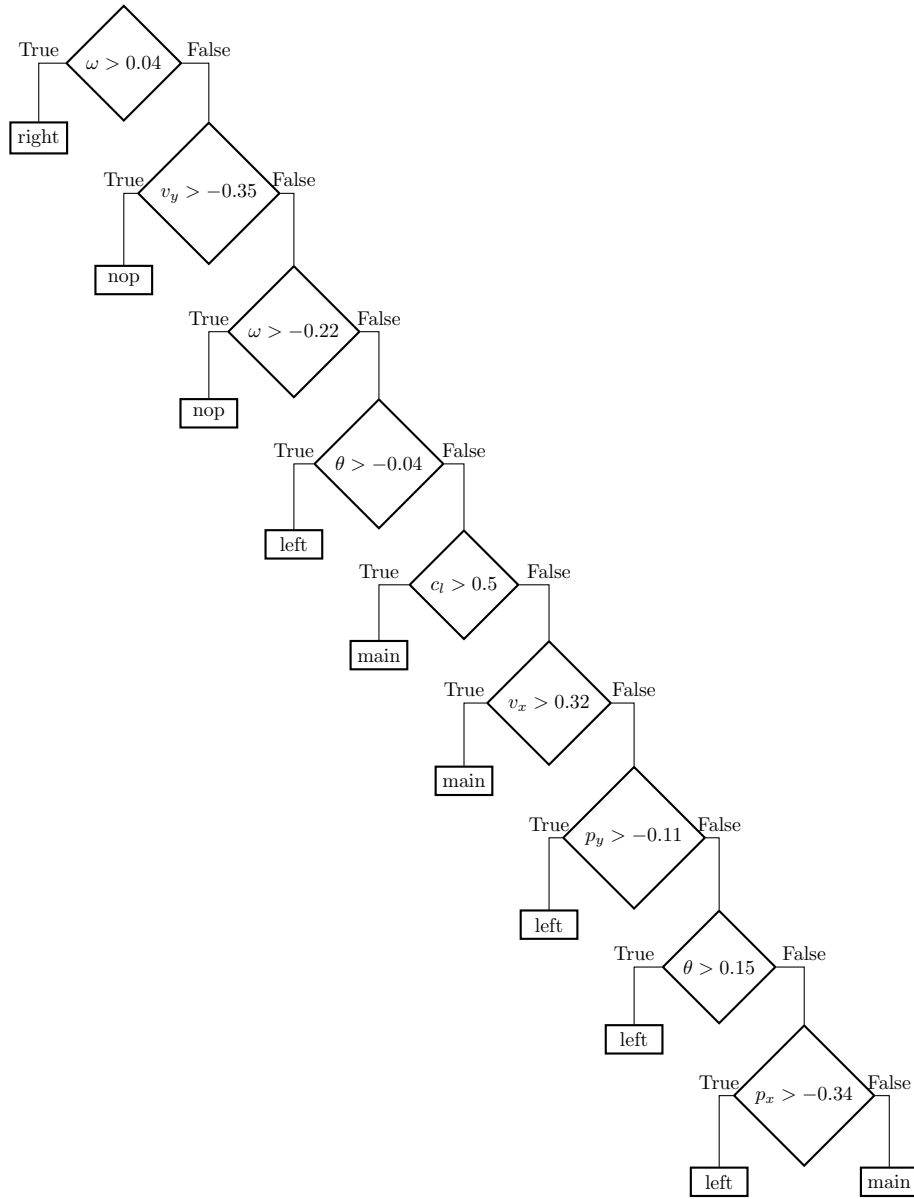 True
False
ω > 0.04
right
True
False
v_y > −0.35
nop
True
False
ω > −0.22
nop
True
False
θ > −0.04
left
True
False
c_l > 0.5
main
True
False
v_x > 0.32
main
True
False
p_y > −0.11
left
True
False
θ > 0.15
left
True
False
p_x > −0.34
left
main